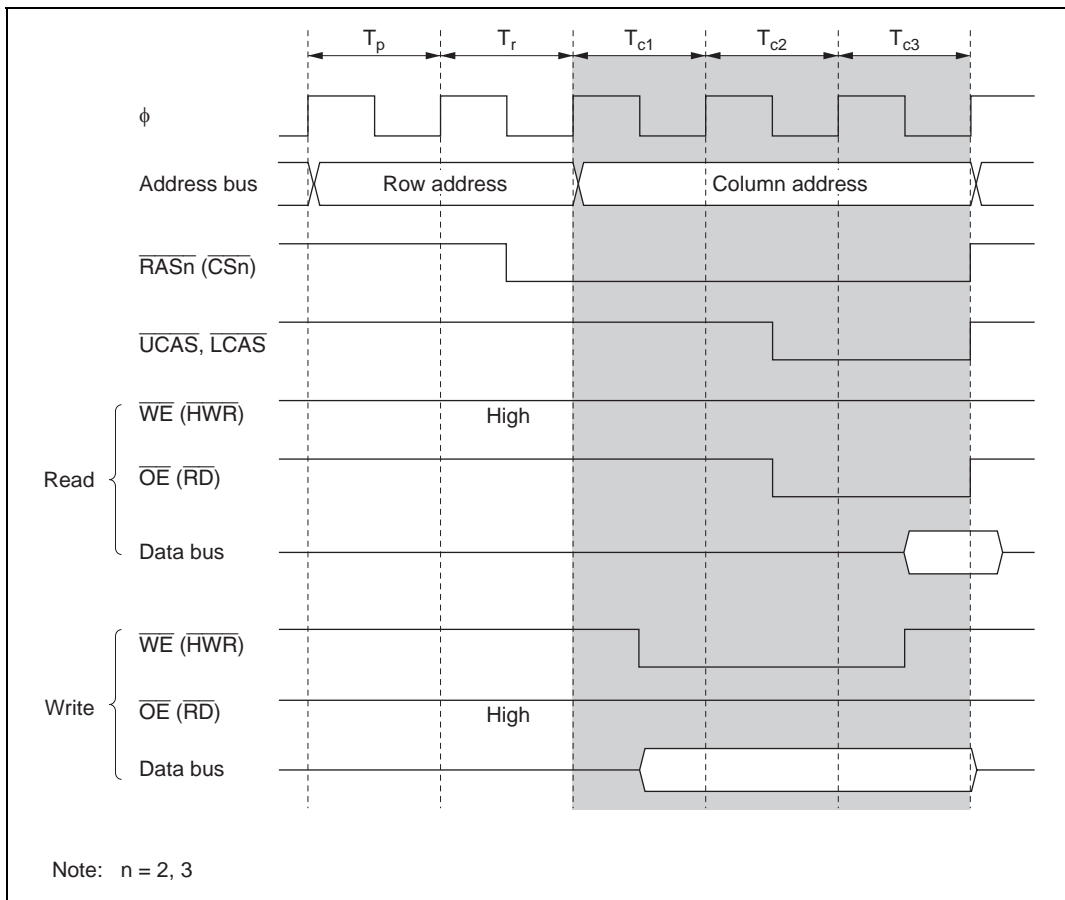 Tp Tr Tc1 Tc2 Tc3
ϕ
Address bus Row address Column address
RASn (CSn)
UCAS, LCAS
WE (HWR) High
Read OE (RD)
Data bus
WE (HWR)
Write OE (RD) High
Data bus
Note: n = 2, 3